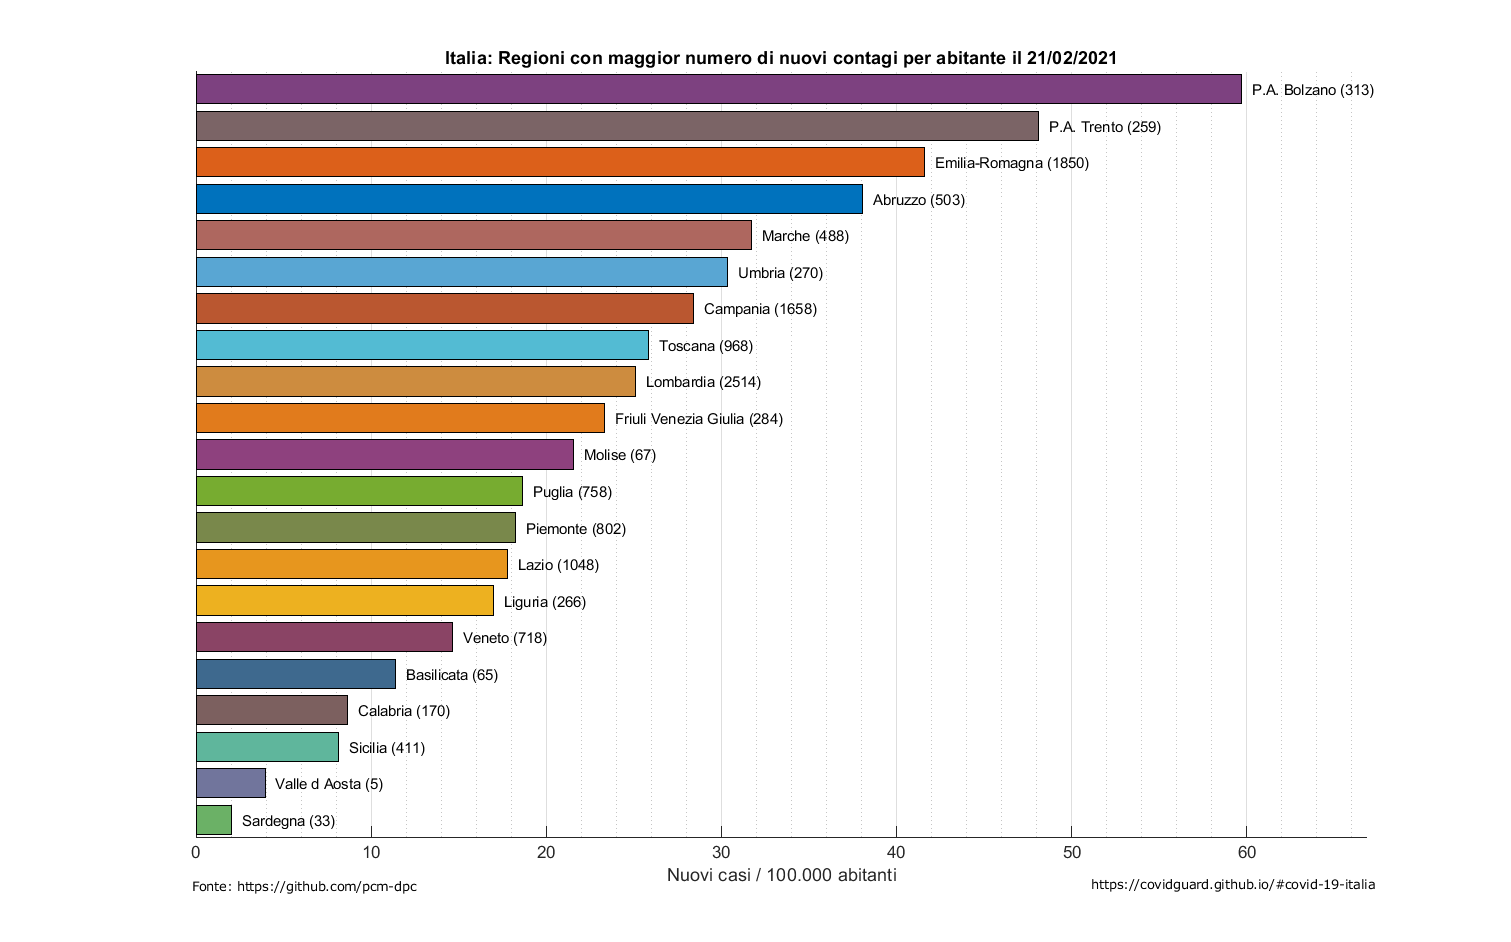 Italia: Regioni con maggior numero di nuovi contagi per abitante il 21/02/2021
P.A. Bolzano (313)
P.A. Trento (259)
Emilia-Romagna (1850)
Abruzzo (503)
Marche (488)
Umbria (270)
Campania (1658)
Toscana (968)
Lombardia (2514)
Friuli Venezia Giulia (284)
Molise (67)
Puglia (758)
Piemonte (802)
Lazio (1048)
Liguria (266)
Veneto (718)
Basilicata (65)
Calabria (170)
Sicilia (411)
Valle d Aosta (5)
Sardegna (33)
0 10 20 30 40 50 60
Nuovi casi / 100.000 abitanti
Fonte: https://github.com/pcm-dpc
https://covidguard.github.io/#covid-19-italia